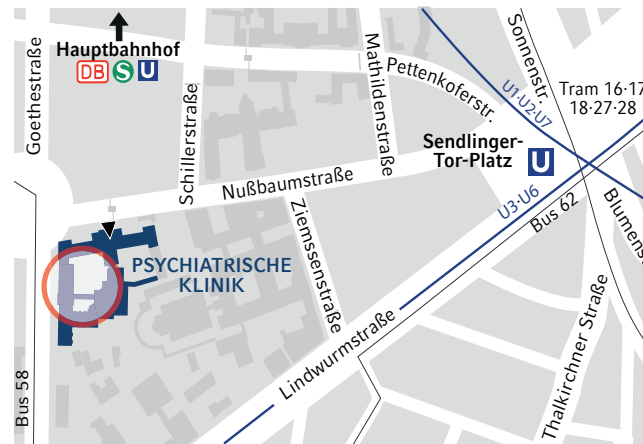 Hauptbahnhof
DB S U
Goethestraße
Schillerstraße
Mathildenstraße
Pettenkoferstr.
Sonnenstr.
U1·U2·U7
Tram 16·17
18·27·28
Sendlinger-
Tor-Platz
U
Nußbaumstraße
Ziemssenstraße
U3·U6
Bus 62
Blumenst
PSYCHIATRISCHE
KLINIK
Lindwurmstraße
Thalkirchner Straße
Bus 58